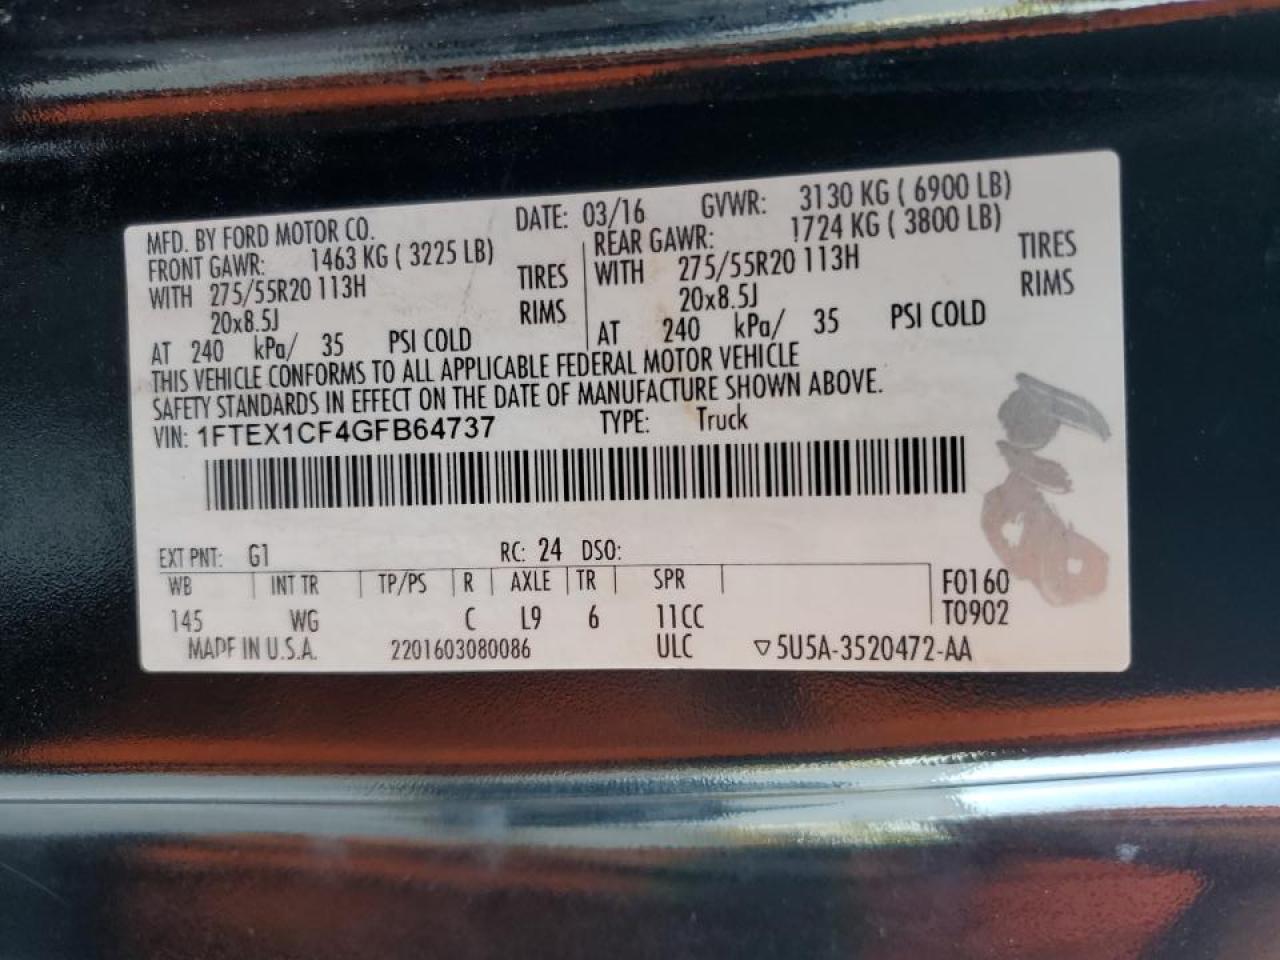 MFD. BY FORD MOTOR CO. DATE: 03/16 GVWR: 3130 KG ( 6900 LB)
FRONT GAWR: 1463 KG ( 3225 LB) REAR GAWR: 1724 KG ( 3800 LB)
WITH 275/55R20 113H TIRES WITH 275/55R20 113H TIRES
20x8.5J RIMS 20x8.5J RIMS
AT 240 kPa/ 35 PSI COLD AT 240 kPa/ 35 PSI COLD
THIS VEHICLE CONFORMS TO ALL APPLICABLE FEDERAL MOTOR VEHICLE
SAFETY STANDARDS IN EFFECT ON THE DATE OF MANUFACTURE SHOWN ABOVE.
VIN: 1FTEX1CF4GFB64737 TYPE: Truck
EXT PNT: G1 RC: 24 DSO:
WB INT TR TP/PS R AXLE TR SPR F0160
145 WG C L9 6 11CC T0902
MADE IN U.S.A. 2201603080086 ULC ▽5U5A-3520472-AA